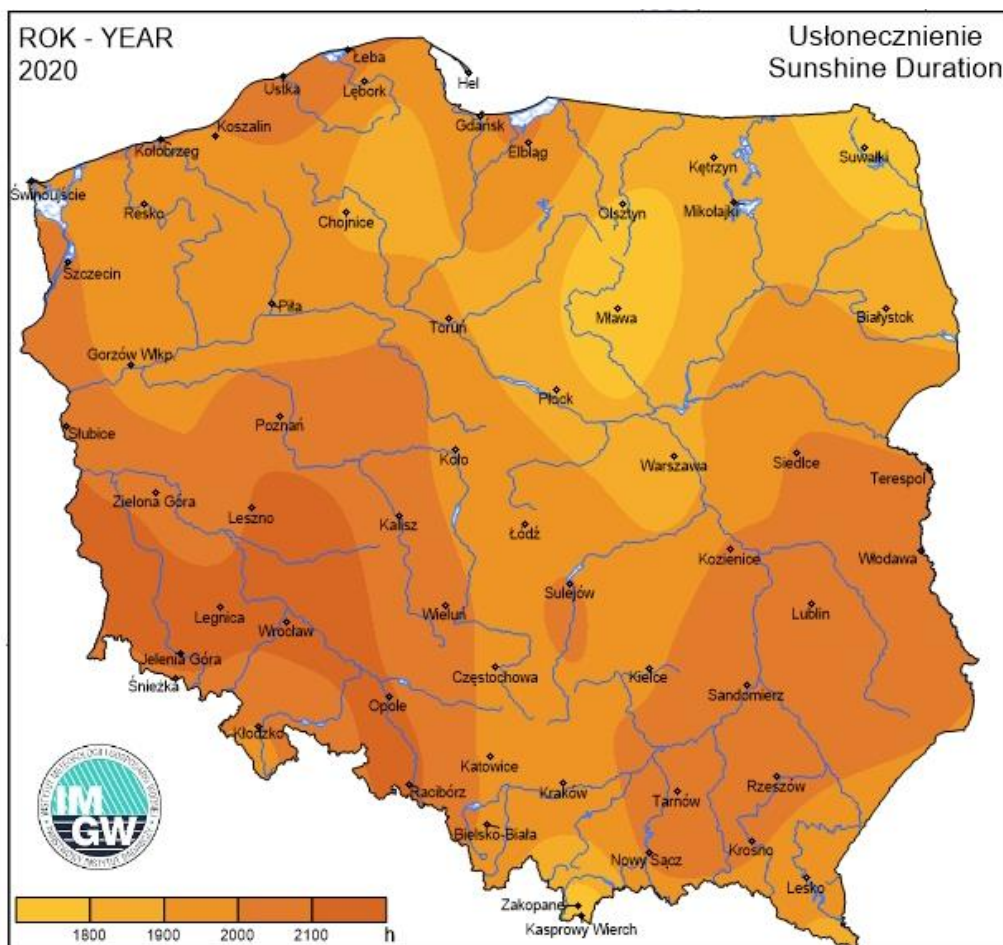 ROK - YEAR
2020
Usłonecznienie
Sunshine Duration
Łeba
Hel
Ustka
Lębork
Gdańsk
Koszalin
Kołobrzeg
Elbląg
Suwałki
Kętrzyn
Świnoujście
Resko
Chojnice
Olsztyn
Mikołajki
Szczecin
Piła
Toruń
Mława
Białystok
Gorzów Wlkp.
Płock
Słubice
Poznań
Koło
Warszawa
Siedlce
Terespol
Zielona Góra
Leszno
Kalisz
Łódź
Kozienice
Włodawa
Sulejów
Legnica
Wrocław
Wieluń
Lublin
Jelenia Góra
Śnieżka
Częstochowa
Kielce
Sandomierz
Opole
Kłodzko
Katowice
Racibórz
Kraków
Tarnów
Rzeszów
Bielsko-Biała
Nowy Sącz
Krosno
Lesko
Zakopane
Kasprowy Wierch
IM
GW
1800 1900 2000 2100 h